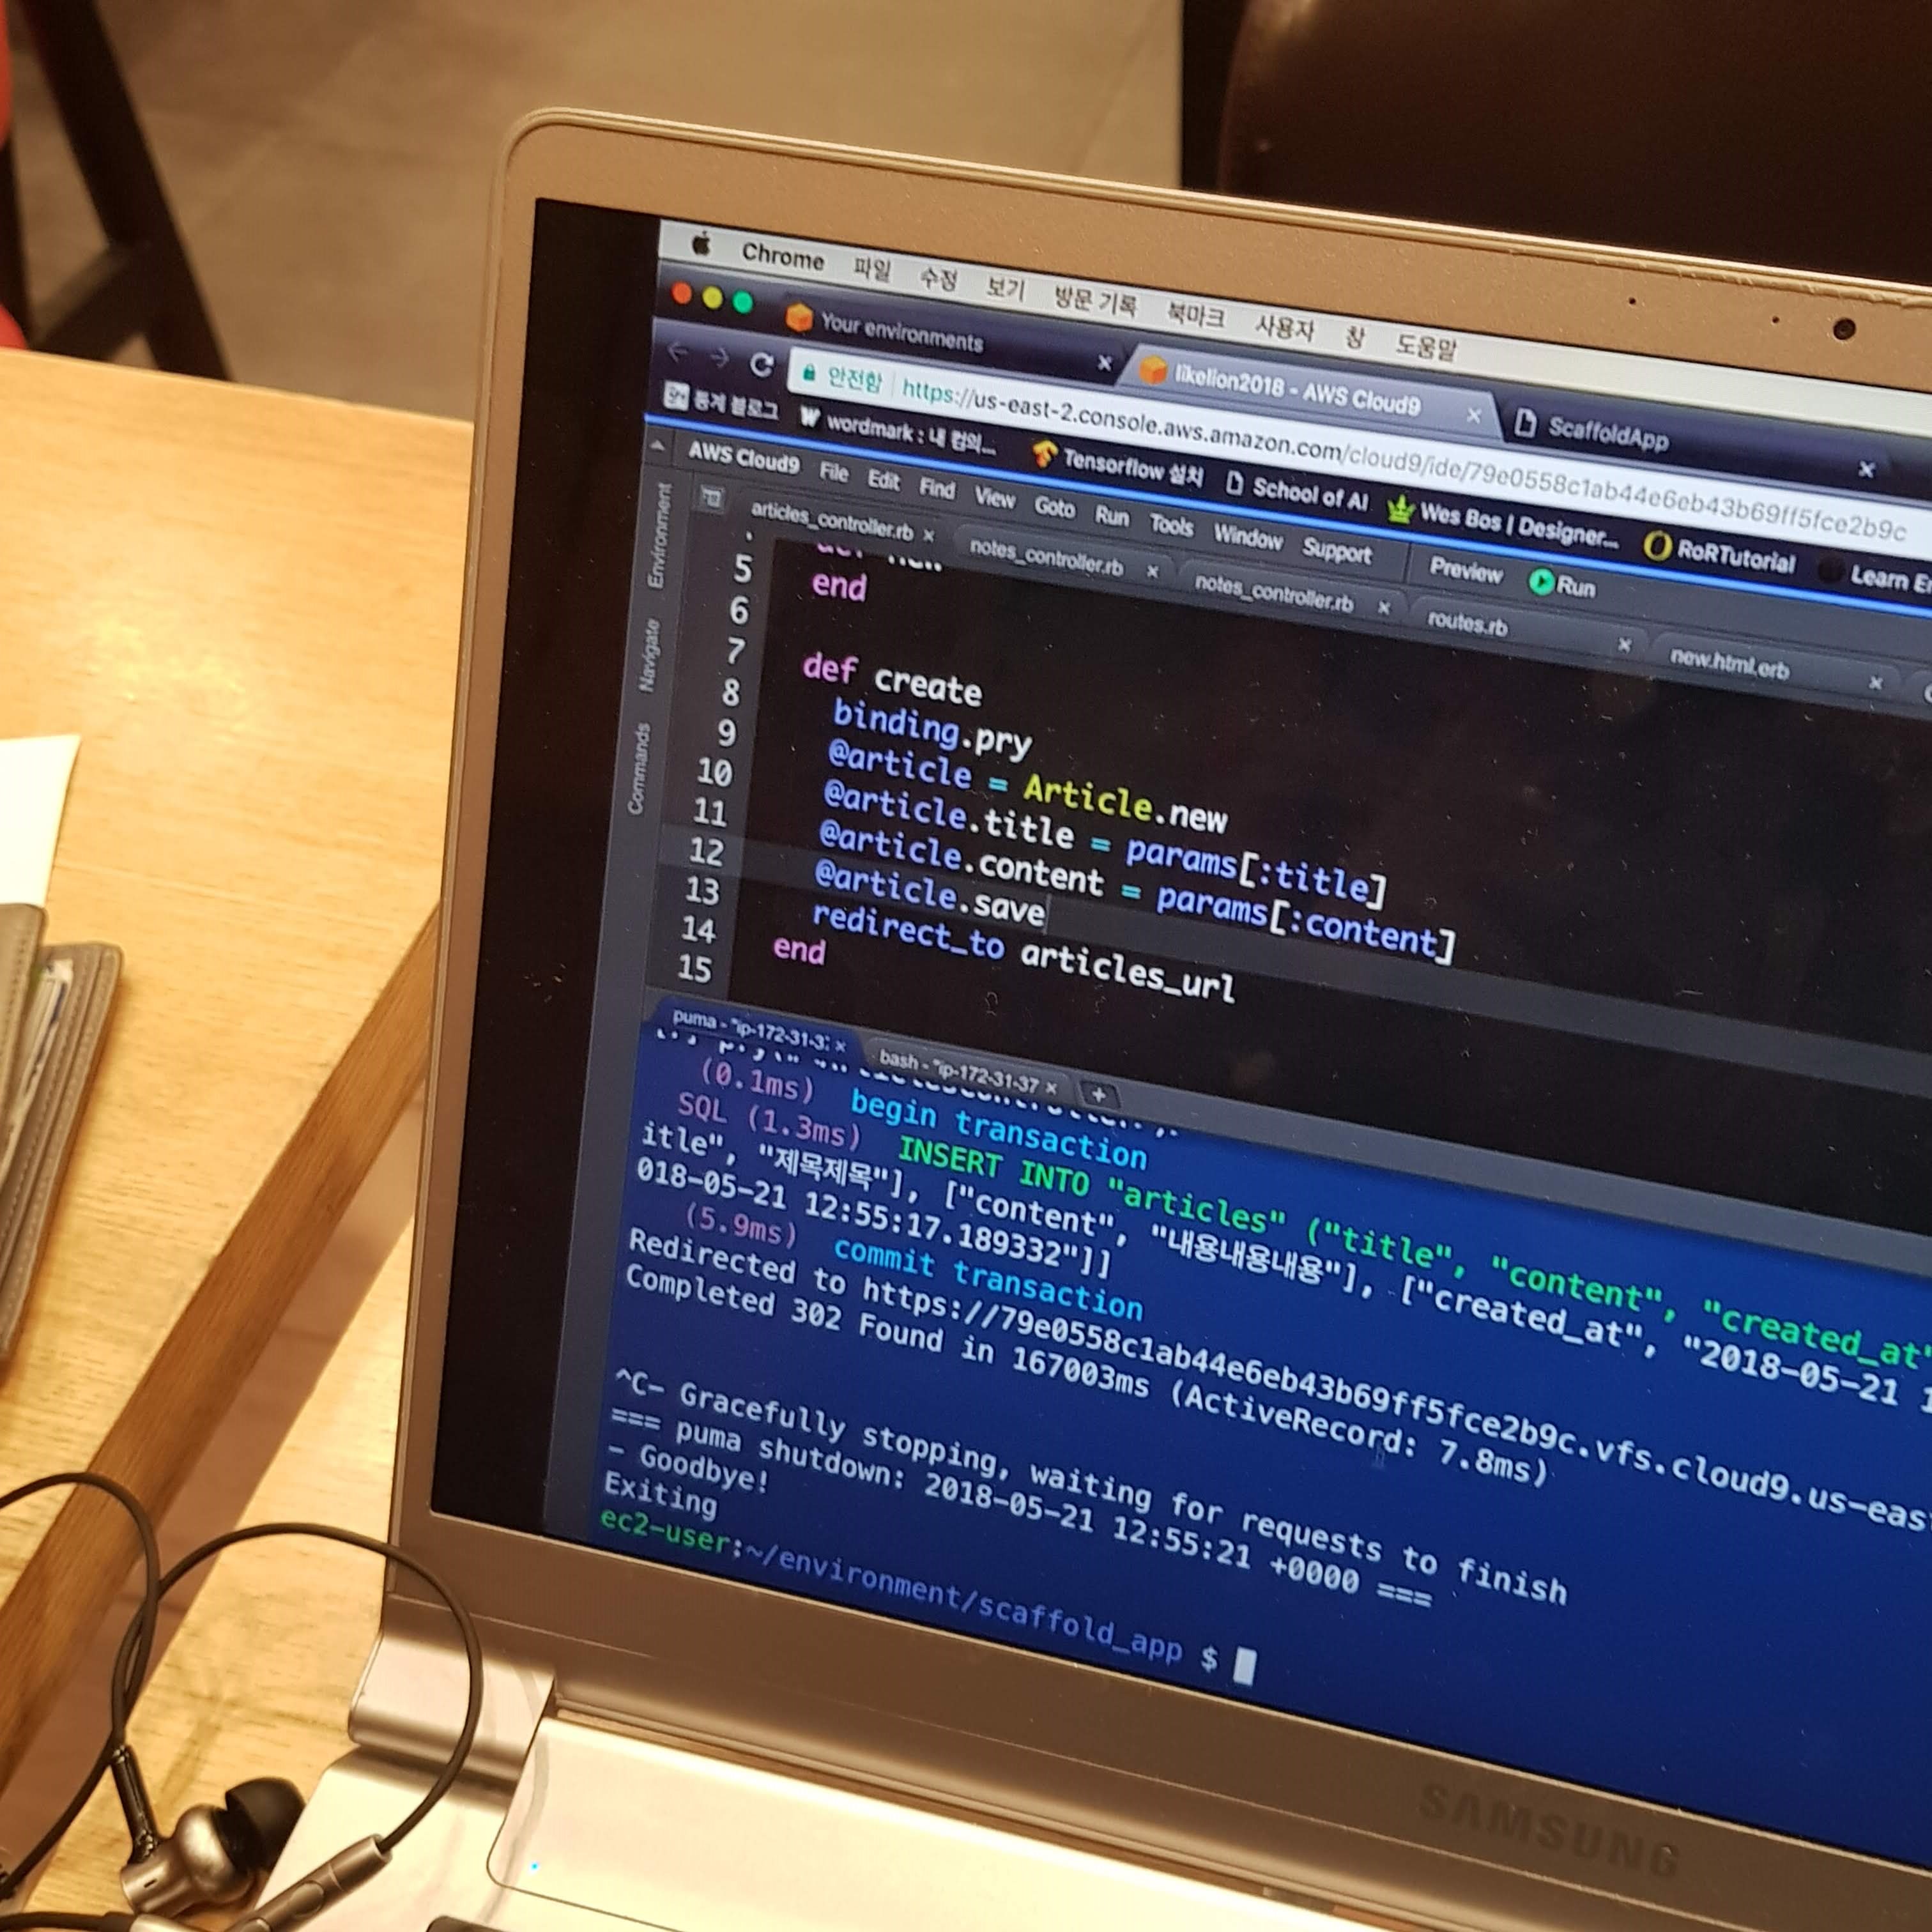 Chrome 파일 수정 보기 방문 기록 북마크 사용자 창 도움말
Your environments × likelion2018 - AWS Cloud9 × ScaffoldApp ×
안전함 | https://us-east-2.console.aws.amazon.com/cloud9/ide/79e0558c1ab44e6eb43b69ff5fce2b9c
통계 블로그 wordmark : 내 컴의... Tensorflow 설치 School of AI Wes Bos | Designer... RoRTutorial Learn
AWS Cloud9 File Edit Find View Goto Run Tools Window Support Preview Run
articles_controller.rb × notes_controller.rb × notes_controller.rb × routes.rb × new.html.erb ×
Environment
Navigate
Commands
def new
5 end
6
7 def create
8 binding.pry
9 @article = Article.new
10 @article.title = params[:title]
11 @article.content = params[:content]
12 @article.save
13 redirect_to articles_url
14 end
15
puma - "ip-172-31-3: × bash - "ip-172-31-37 × +
(0.1ms) begin transaction
SQL (1.3ms) INSERT INTO "articles" ("title", "content", "created_at"
itle", "제목제목"], ["content", "내용내용내용"], ["created_at", "2018-05-21 1
018-05-21 12:55:17.189332"]]
(5.9ms) commit transaction
Redirected to https://79e0558c1ab44e6eb43b69ff5fce2b9c.vfs.cloud9.us-eas
Completed 302 Found in 167003ms (ActiveRecord: 7.8ms)
^C- Gracefully stopping, waiting for requests to finish
=== puma shutdown: 2018-05-21 12:55:21 +0000 ===
- Goodbye!
Exiting
ec2-user:~/environment/scaffold_app $
SAMSUNG